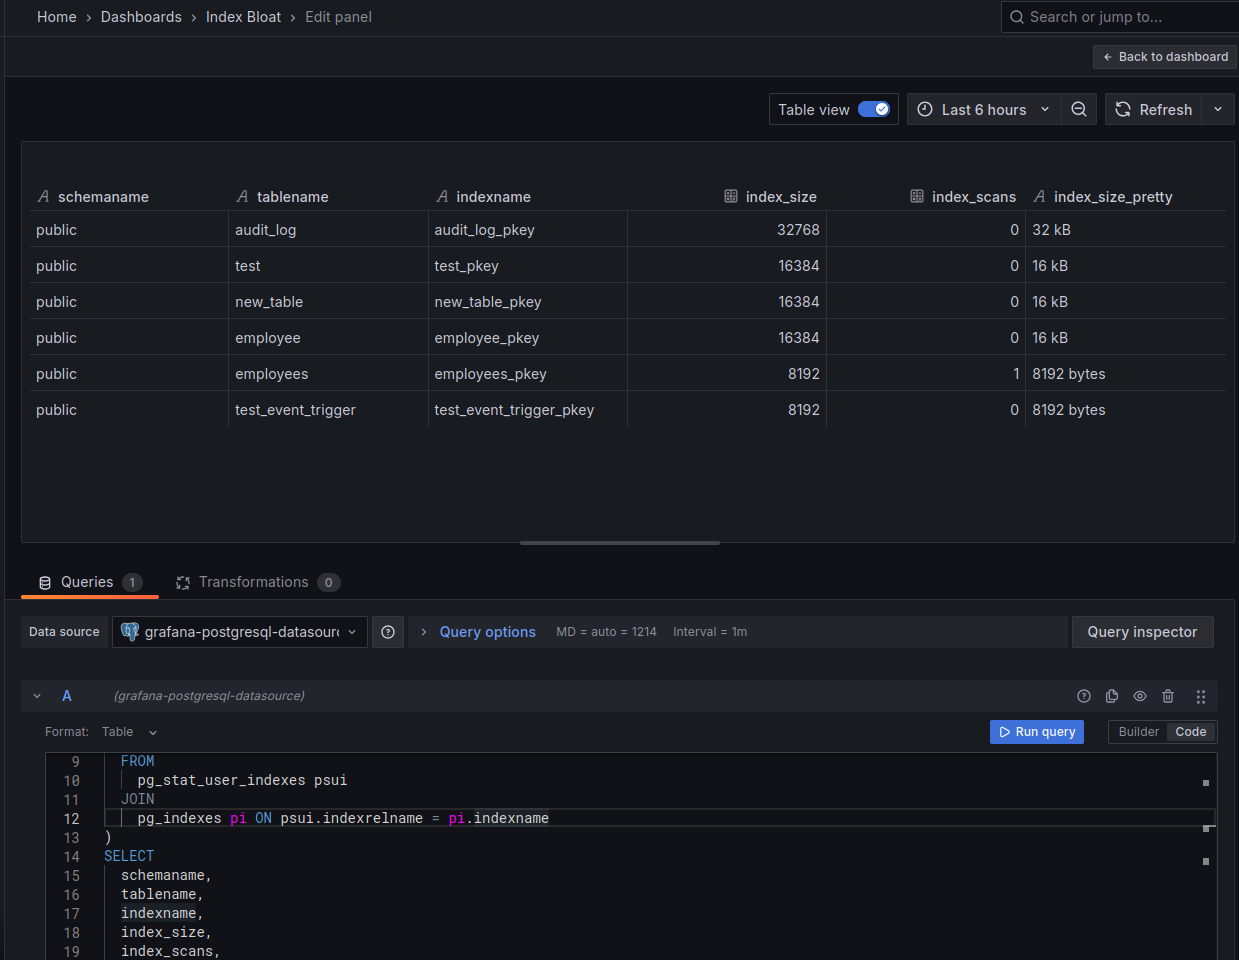 Home › Dashboards › Index Bloat › Edit panel
Search or jump to...
← Back to dashboard
Table view
Last 6 hours
Refresh
schemaname tablename indexname index_size index_scans index_size_pretty
public audit_log audit_log_pkey 32768 0 32 kB
public test test_pkey 16384 0 16 kB
public new_table new_table_pkey 16384 0 16 kB
public employee employee_pkey 16384 0 16 kB
public employees employees_pkey 8192 1 8192 bytes
public test_event_trigger test_event_trigger_pkey 8192 0 8192 bytes
Queries 1 Transformations 0
Data source grafana-postgresql-datasour Query options MD = auto = 1214 Interval = 1m Query inspector
A (grafana-postgresql-datasource)
Format: Table Run query Builder Code
9 FROM
10 pg_stat_user_indexes psui
11 JOIN
12 pg_indexes pi ON psui.indexrelname = pi.indexname
13 )
14 SELECT
15 schemaname,
16 tablename,
17 indexname,
18 index_size,
19 index_scans,